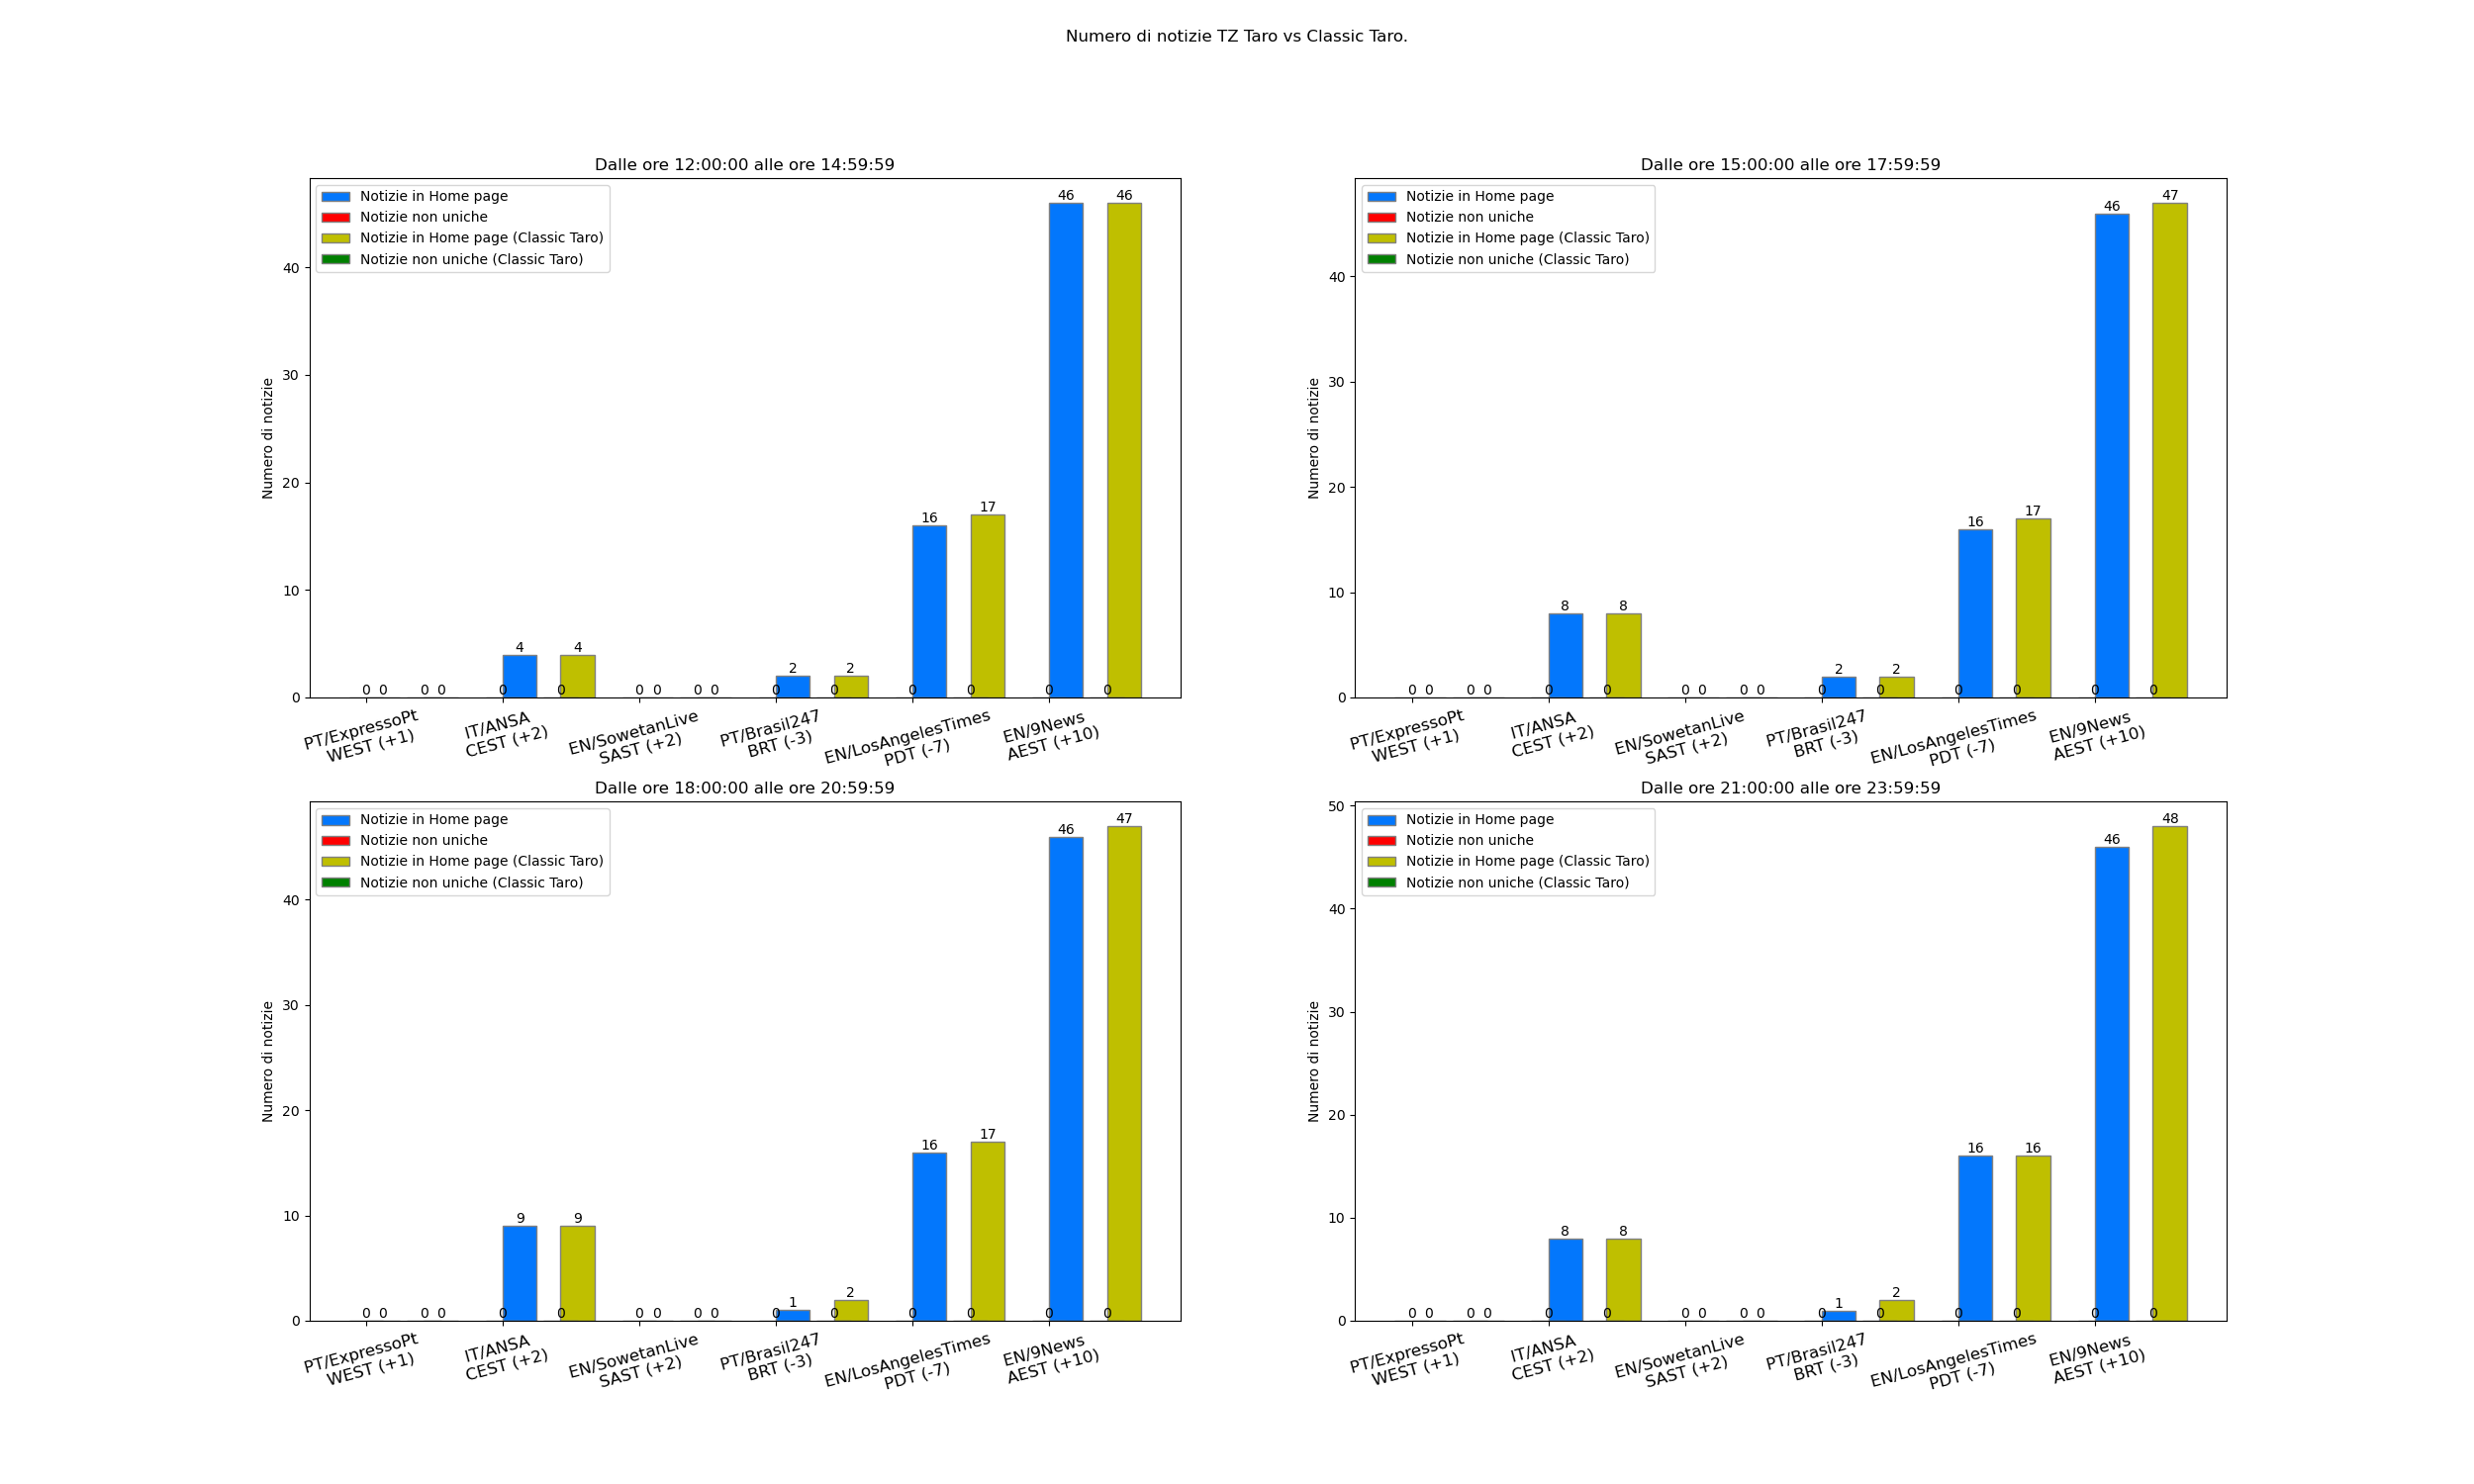 Numero di notizie TZ Taro vs Classic Taro.
Dalle ore 12:00:00 alle ore 14:59:59
Notizie in Home page
Notizie non uniche
Notizie in Home page (Classic Taro)
Notizie non uniche (Classic Taro)
Numero di notizie
40
30
20
10
0
46 46
16 17
4 4
2 2
0 0 0 0 0 0 0 0 0 0 0 0 0 0 0 0
PT/ExpressoPt
WEST (+1)
IT/ANSA
CEST (+2)
EN/SowetanLive
SAST (+2)
PT/Brasil247
BRT (-3)
EN/LosAngelesTimes
PDT (-7)
EN/9News
AEST (+10)
Dalle ore 15:00:00 alle ore 17:59:59
Notizie in Home page
Notizie non uniche
Notizie in Home page (Classic Taro)
Notizie non uniche (Classic Taro)
Numero di notizie
40
30
20
10
0
46 47
16 17
8 8
2 2
0 0 0 0 0 0 0 0 0 0 0 0 0 0 0 0
PT/ExpressoPt
WEST (+1)
IT/ANSA
CEST (+2)
EN/SowetanLive
SAST (+2)
PT/Brasil247
BRT (-3)
EN/LosAngelesTimes
PDT (-7)
EN/9News
AEST (+10)
Dalle ore 18:00:00 alle ore 20:59:59
Notizie in Home page
Notizie non uniche
Notizie in Home page (Classic Taro)
Notizie non uniche (Classic Taro)
Numero di notizie
40
30
20
10
0
46 47
16 17
9 9
1 2
0 0 0 0 0 0 0 0 0 0 0 0 0 0 0 0
PT/ExpressoPt
WEST (+1)
IT/ANSA
CEST (+2)
EN/SowetanLive
SAST (+2)
PT/Brasil247
BRT (-3)
EN/LosAngelesTimes
PDT (-7)
EN/9News
AEST (+10)
Dalle ore 21:00:00 alle ore 23:59:59
Notizie in Home page
Notizie non uniche
Notizie in Home page (Classic Taro)
Notizie non uniche (Classic Taro)
Numero di notizie
50
40
30
20
10
0
46 48
16 16
8 8
1 2
0 0 0 0 0 0 0 0 0 0 0 0 0 0 0 0
PT/ExpressoPt
WEST (+1)
IT/ANSA
CEST (+2)
EN/SowetanLive
SAST (+2)
PT/Brasil247
BRT (-3)
EN/LosAngelesTimes
PDT (-7)
EN/9News
AEST (+10)